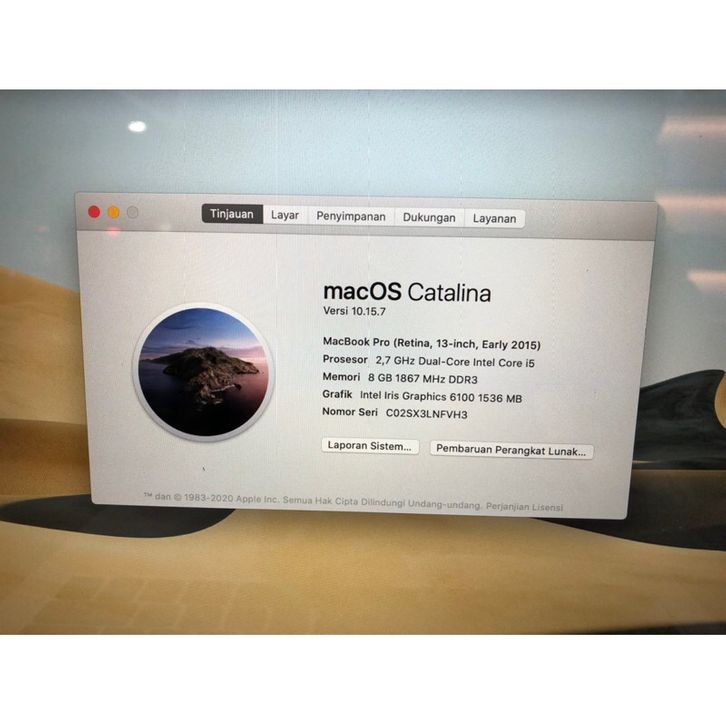 Tinjauan Layar Penyimpanan Dukungan Layanan
macOS Catalina
Versi 10.15.7
MacBook Pro (Retina, 13-inch, Early 2015)
Prosesor 2,7 GHz Dual-Core Intel Core i5
Memori 8 GB 1867 MHz DDR3
Grafik Intel Iris Graphics 6100 1536 MB
Nomor Seri C02SX3LNFVH3
Laporan Sistem... Pembaruan Perangkat Lunak...
™ dan © 1983-2020 Apple Inc. Semua Hak Cipta Dilindungi Undang-undang. Perjanjian Lisensi